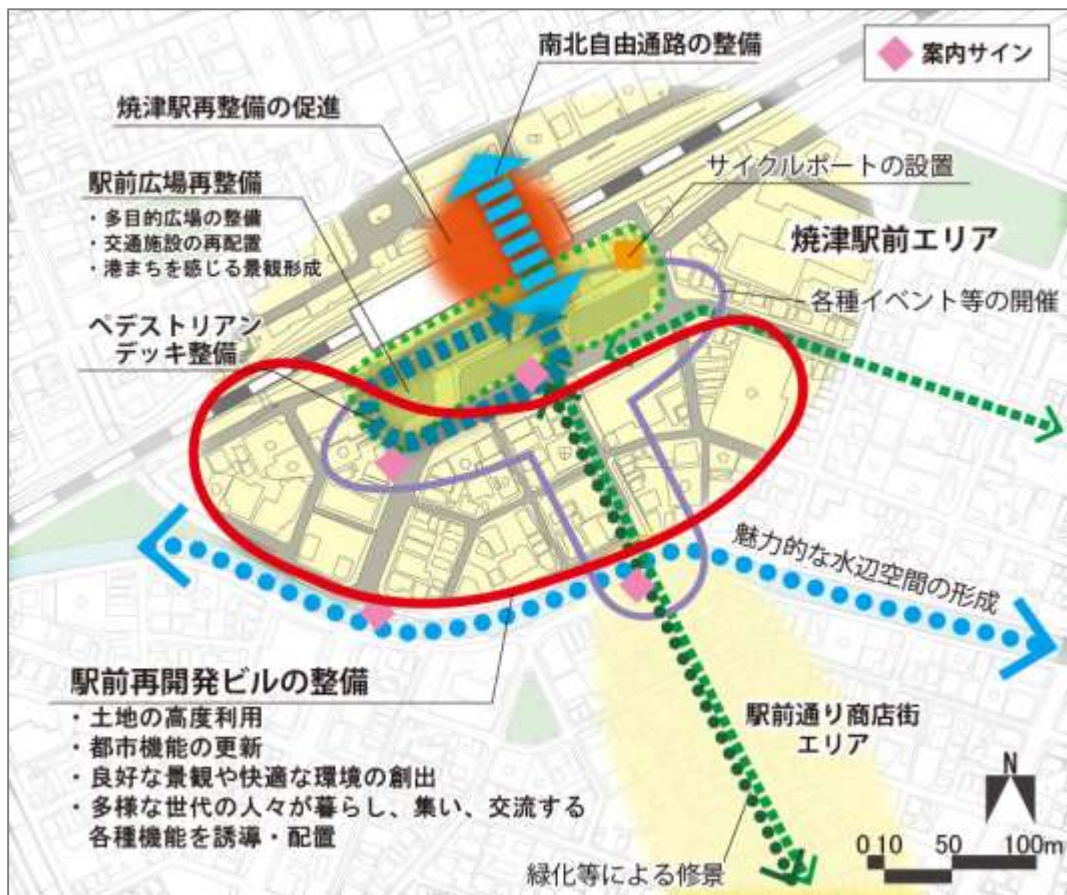 南北自由通路の整備
案内サイン
焼津駅再整備の促進
駅前広場再整備
・多目的広場の整備
・交通施設の再配置
・港まちを感じる景観形成
サイクルポートの設置
焼津駅前エリア
各種イベント等の開催
ペデストリアン
デッキ整備
魅力的な水辺空間の形成
駅前再開発ビルの整備
・土地の高度利用
・都市機能の更新
・良好な景観や快適な環境の創出
・多様な世代の人々が暮らし、集い、交流する
各種機能を誘導・配置
駅前通り商店街
エリア
緑化等による修景
N
0 10 50 100m